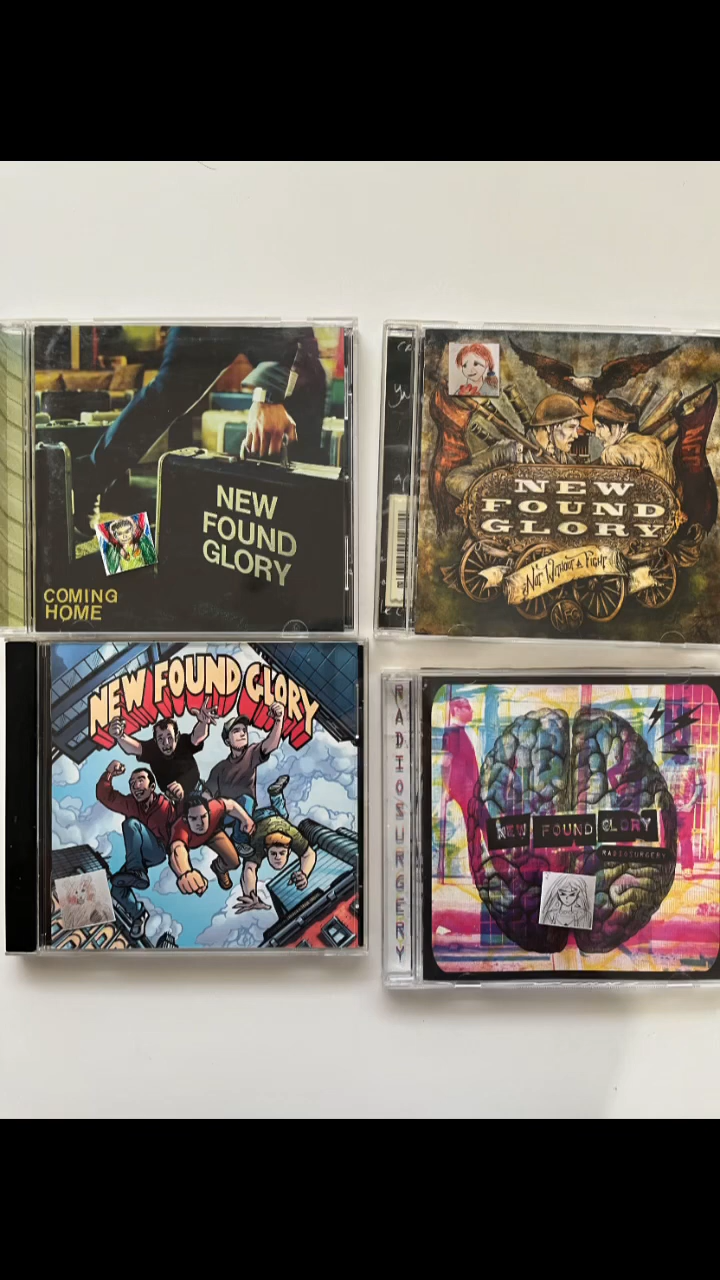 NEW
FOUND
GLORY
COMING
HOME
NEW
FOUND
GLORY
Not Without a Fight
NFG
NEW FOUND GLORY
RADIOSURGERY
NEW FOUND GLORY
RADIOSURGERY